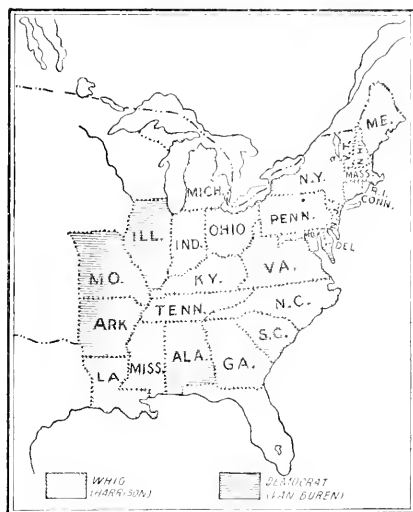 ME.
V.T.
N.H.
N.Y.
MASS.
R.I.
CONN.
MICH.
PENN.
ILL.
IND.
OHIO
DEL
MO.
KY.
VA.
TENN.
N.C.
ARK
S.C.
LA.
MISS.
ALA.
GA.
WHIG
(HARRISON)
DEMOCRAT
(VAN BUREN)